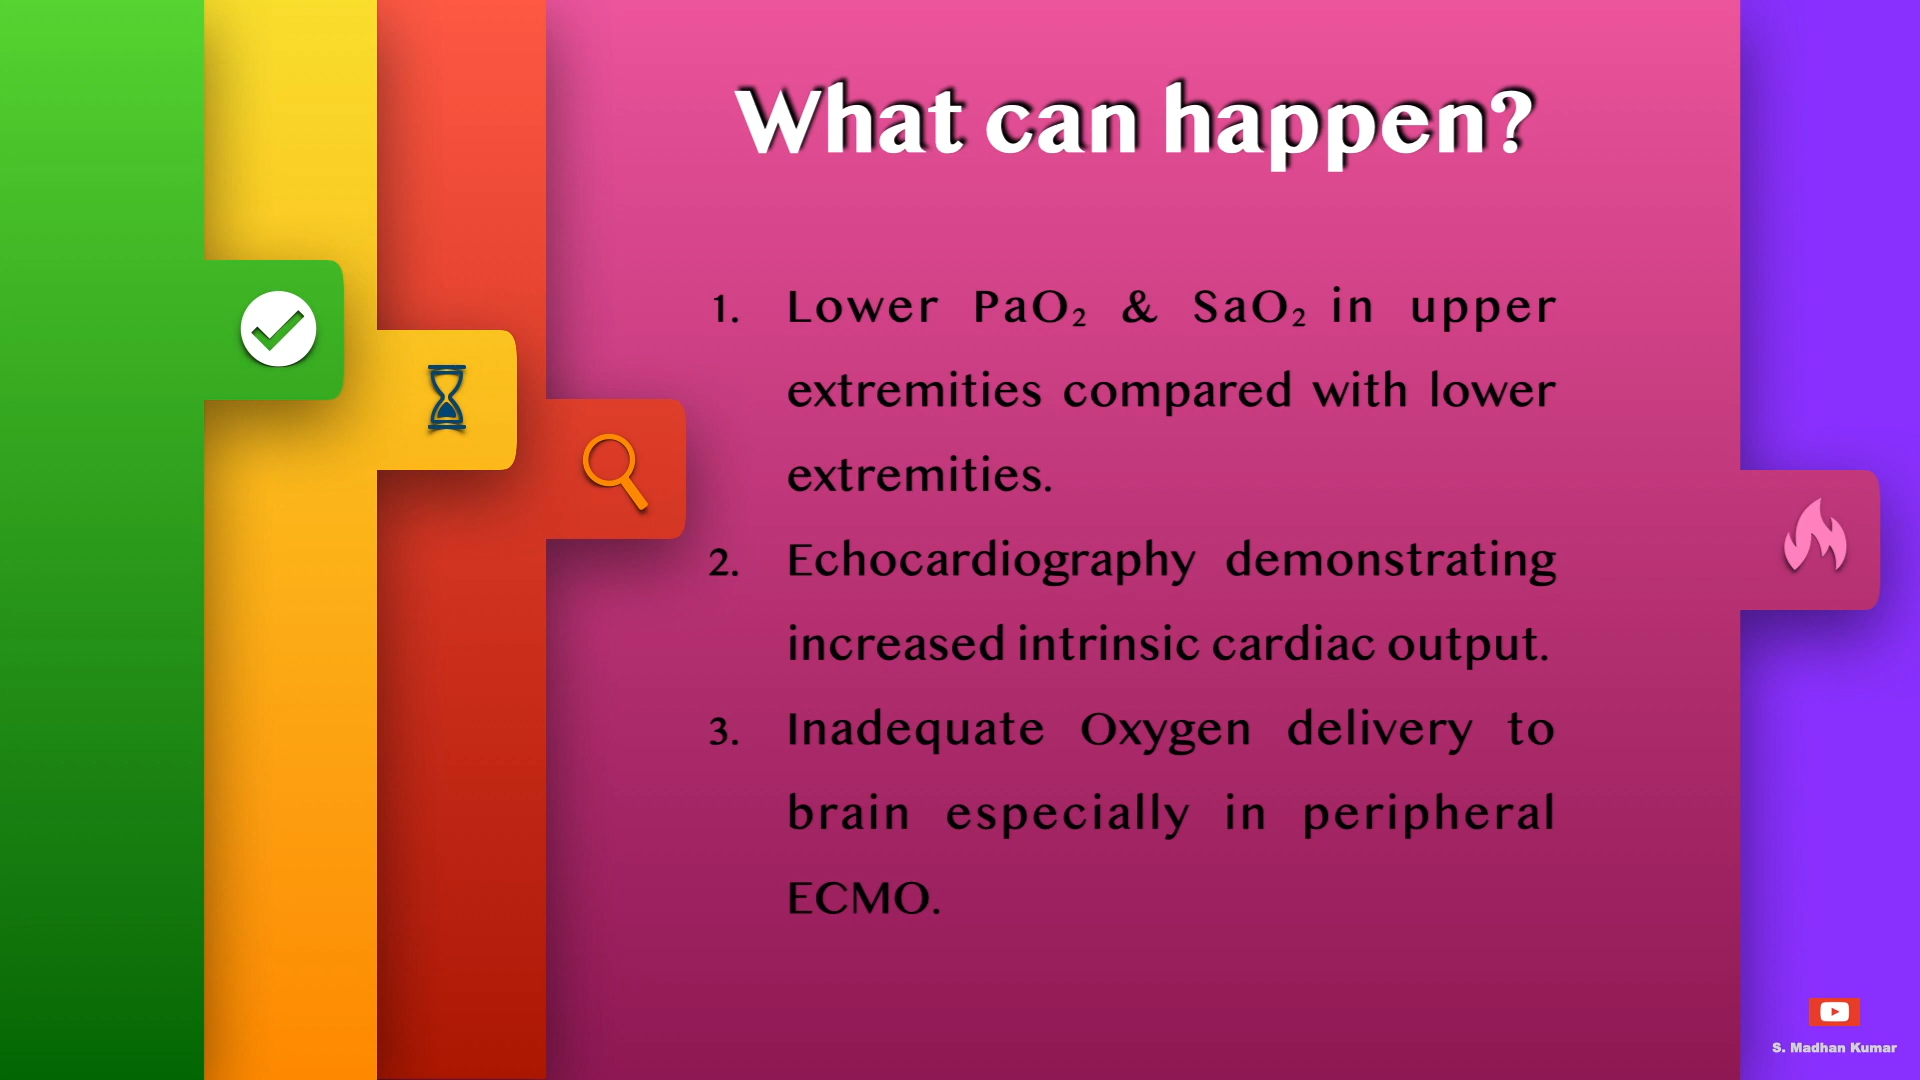 What can happen?
1. Lower PaO₂ & SaO₂ in upper
extremities compared with lower
extremities.
2. Echocardiography demonstrating
increased intrinsic cardiac output.
3. Inadequate Oxygen delivery to
brain especially in peripheral
ECMO.
S. Madhan Kumar